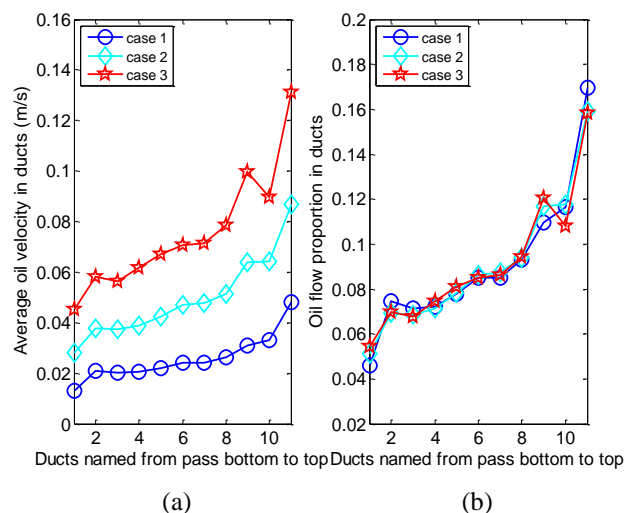 case 1
case 2
case 3
0.16
0.14
0.12
0.1
0.08
0.06
0.04
0.02
0
Average oil velocity in ducts (m/s)
2 4 6 8 10
Ducts named from pass bottom to top
(a)
case 1
case 2
case 3
0.2
0.18
0.16
0.14
0.12
0.1
0.08
0.06
0.04
0.02
Oil flow proportion in ducts
2 4 6 8 10
Ducts named from pass bottom to top
(b)